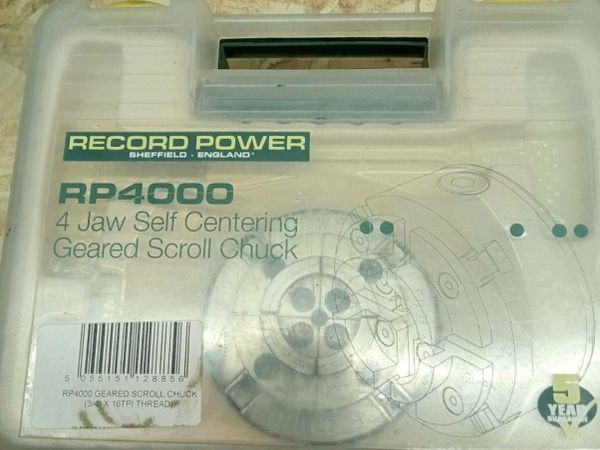 RECORD POWER
SHEFFIELD - ENGLAND
RP4000
4 Jaw Self Centering
Geared Scroll Chuck
5 055151 128856
RP4000 GEARED SCROLL CHUCK
(3/4" X 16TPI THREAD)
5
YEAR
GUARANTEE